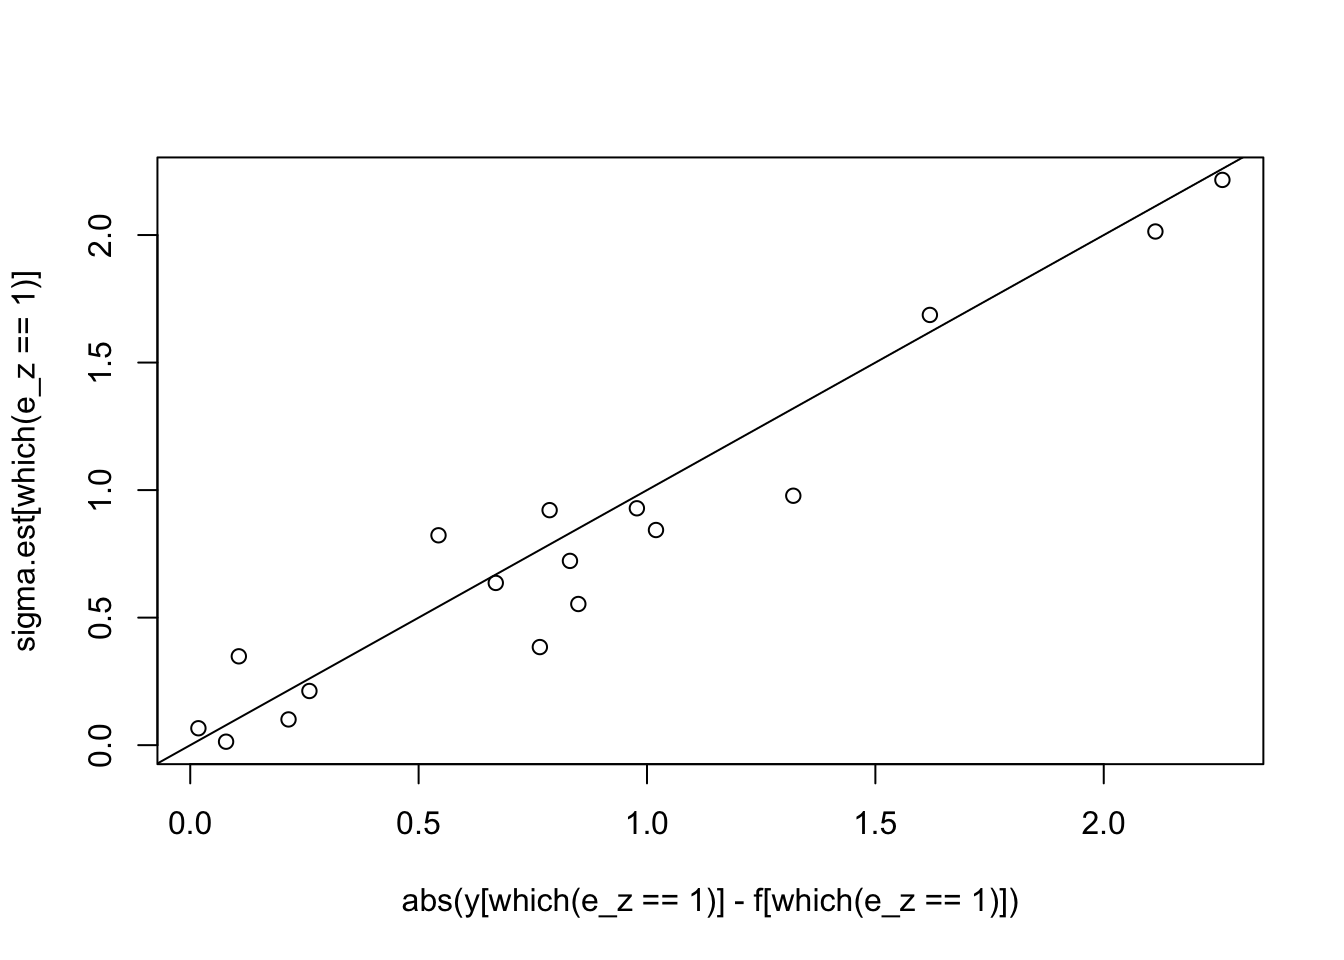 sigma.est[which(e_z == 1)]
2.0
1.5
1.0
0.5
0.0
0.0 0.5 1.0 1.5 2.0
abs(y[which(e_z == 1)] - f[which(e_z == 1)])